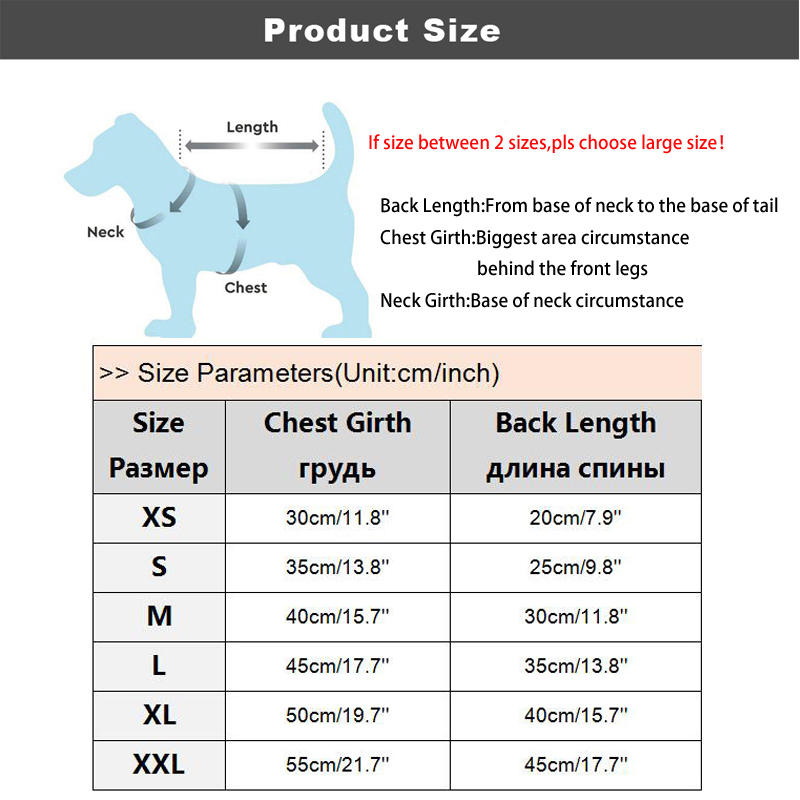 Product Size
Length
If size between 2 sizes,pls choose large size!
Back Length:From base of neck to the base of tail
Neck
Chest Girth:Biggest area circumstance
behind the front legs
Chest
Neck Girth:Base of neck circumstance
>> Size Parameters(Unit:cm/inch)
Size Chest Girth Back Length
Размер грудь длина спины
XS 30cm/11.8" 20cm/7.9"
S 35cm/13.8" 25cm/9.8"
M 40cm/15.7" 30cm/11.8"
L 45cm/17.7" 35cm/13.8"
XL 50cm/19.7" 40cm/15.7"
XXL 55cm/21.7" 45cm/17.7"